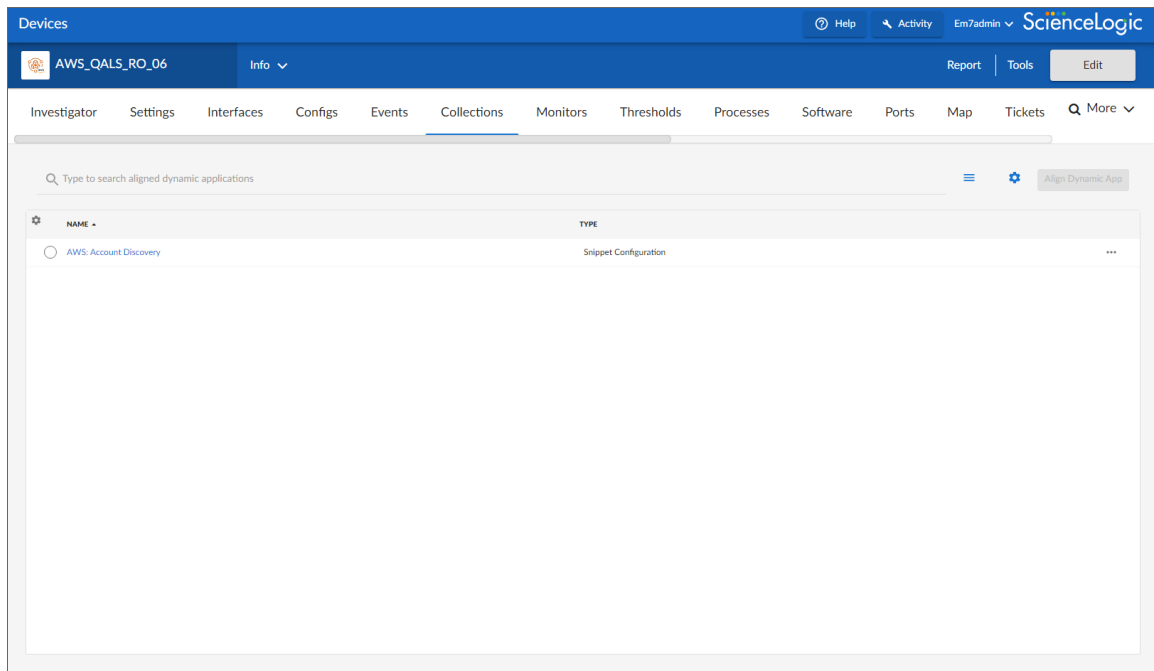 Devices Help Activity Em7admin ScienceLogic
AWS_QALS_RO_06 Info Report Tools Edit
Investigator Settings Interfaces Configs Events Collections Monitors Thresholds Processes Software Ports Map Tickets More
Type to search aligned dynamic applications Align Dynamic App
NAME TYPE
AWS: Account Discovery Snippet Configuration